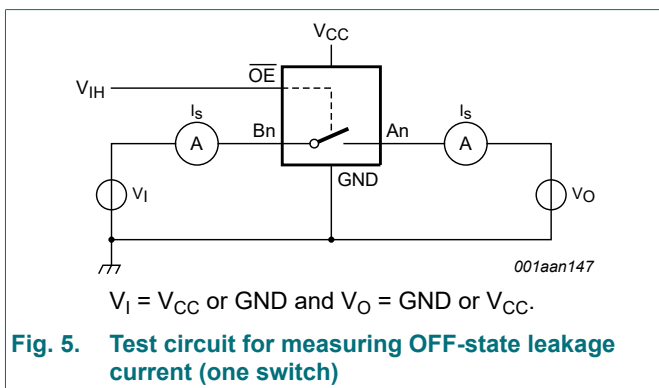 VCC
OE
VIH
Is
Is
A
Bn
An
A
GND
VI
VO
001aan147
VI = VCC or GND and VO = GND or VCC.
Fig. 5. Test circuit for measuring OFF-state leakage
current (one switch)